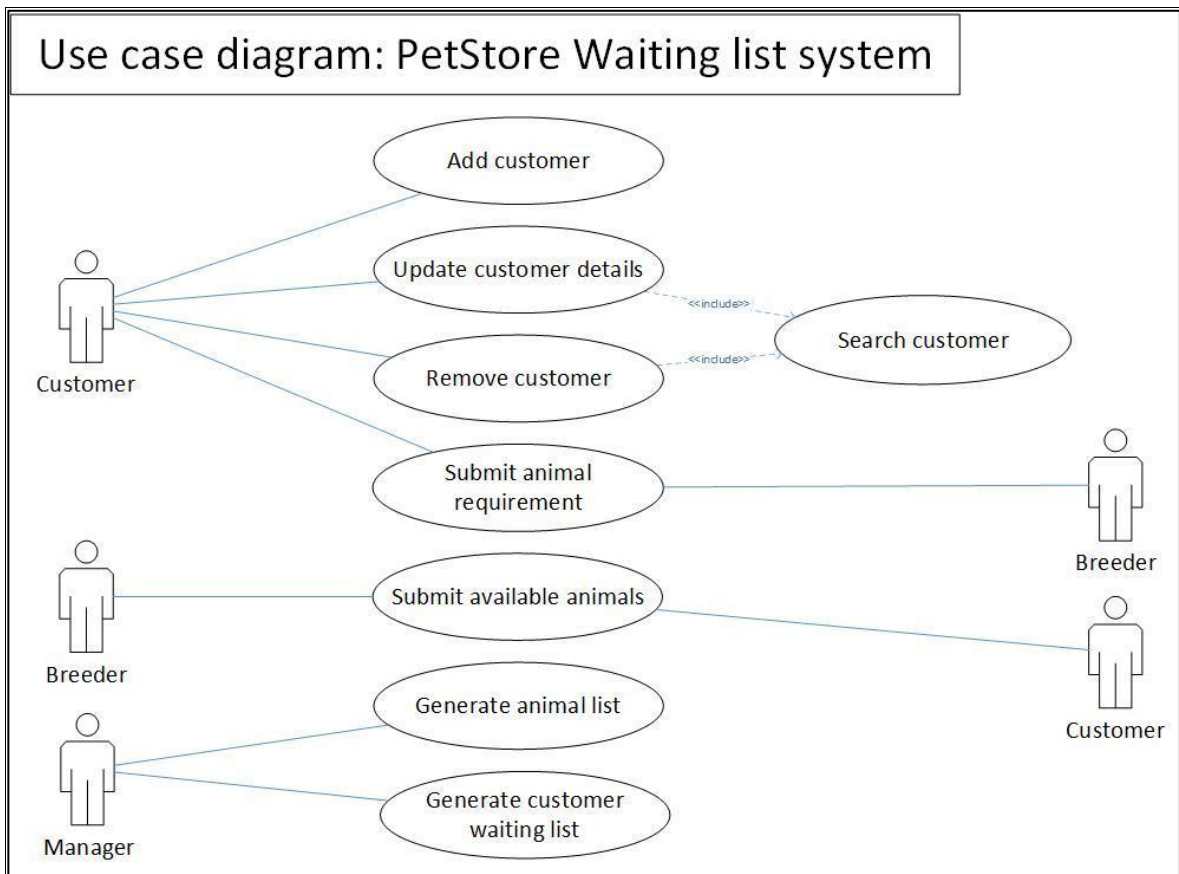 Use case diagram: PetStore Waiting list system
Add customer
Update customer details
<<include>>
Search customer
<<include>>
Remove customer
Customer
Submit animal
requirement
Breeder
Submit available animals
Breeder
Generate animal list
Customer
Generate customer
waiting list
Manager